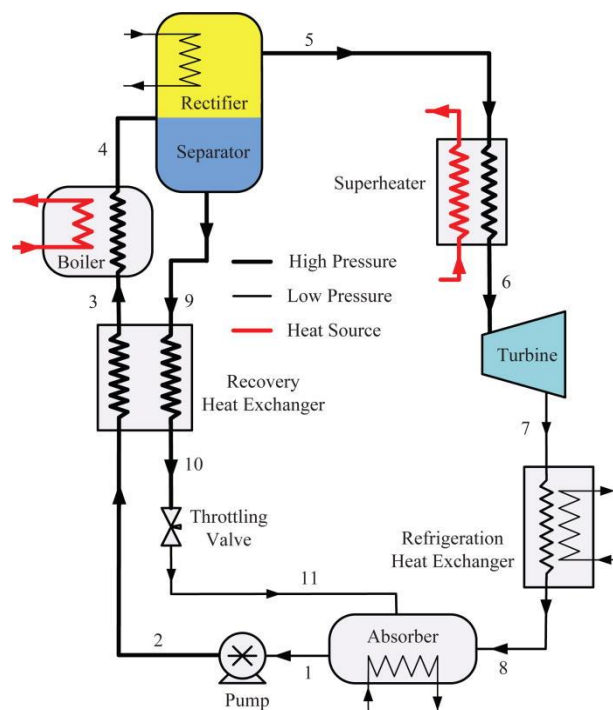 5
Rectifier
4
Separator
Superheater
Boiler
High Pressure
3
9
Low Pressure
6
Heat Source
Turbine
Recovery
Heat Exchanger
7
10
Throttling
Valve
Refrigeration
Heat Exchanger
11
2
Absorber
1
8
Pump